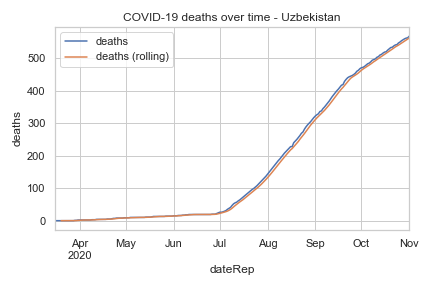 COVID-19 deaths over time - Uzbekistan
deaths
deaths (rolling)
deaths
500
400
300
200
100
0
Apr May Jun Jul Aug Sep Oct Nov
2020
dateRep